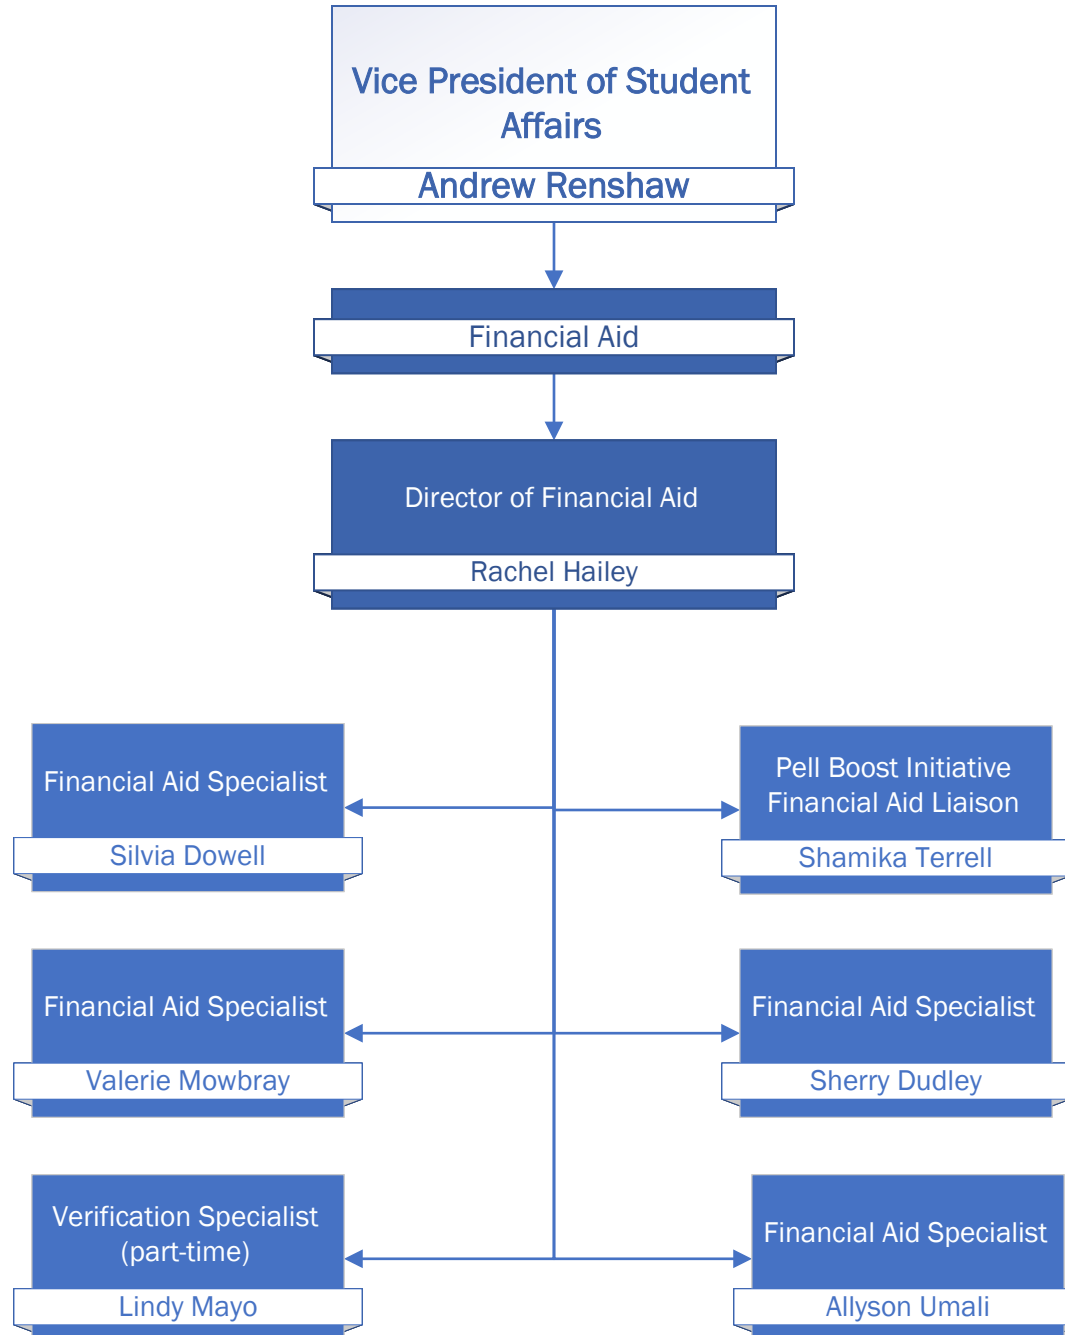 Vice President of Student
Affairs
Andrew Renshaw
Financial Aid
Director of Financial Aid
Rachel Hailey
Financial Aid Specialist
Silvia Dowell
Pell Boost Initiative
Financial Aid Liaison
Shamika Terrell
Financial Aid Specialist
Valerie Mowbray
Financial Aid Specialist
Sherry Dudley
Verification Specialist
(part-time)
Lindy Mayo
Financial Aid Specialist
Allyson Umali